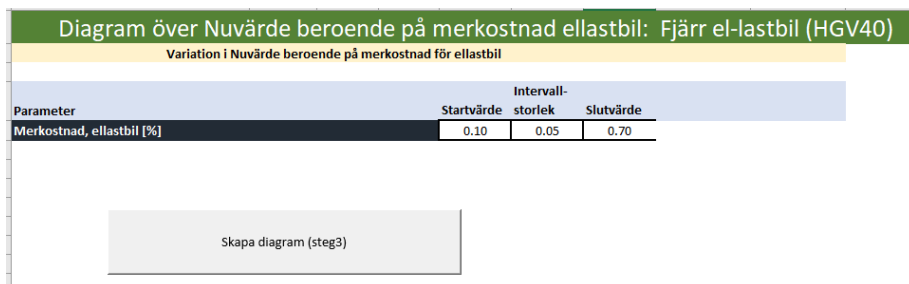 Diagram över Nuvärde beroende på merkostnad ellastbil: Fjärr el-lastbil (HGV40)
Variation i Nuvärde beroende på merkostnad för ellastbil
Intervall-
Parameter Startvärde storlek Slutvärde
Merkostnad, ellastbil [%] 0.10 0.05 0.70
Skapa diagram (steg3)